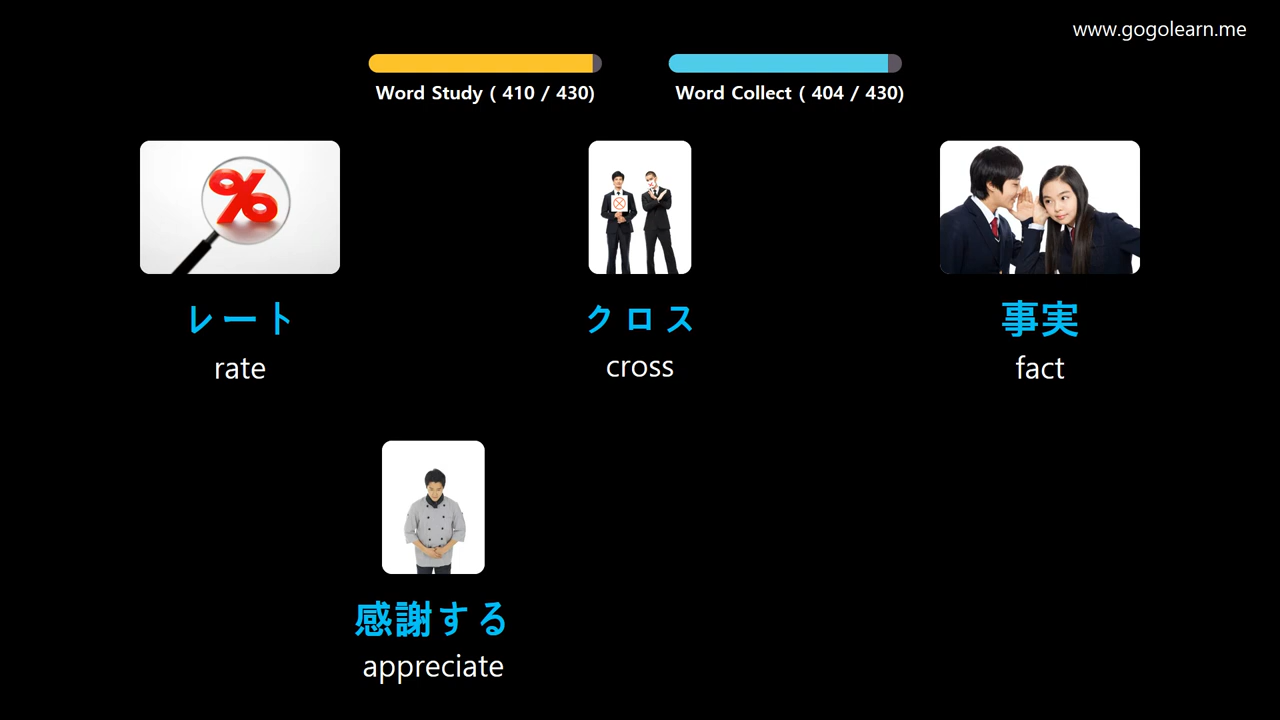 www.gogolearn.me
Word Study ( 410 / 430)
Word Collect ( 404 / 430)
%
レート
rate
クロス
cross
事実
fact
感謝する
appreciate